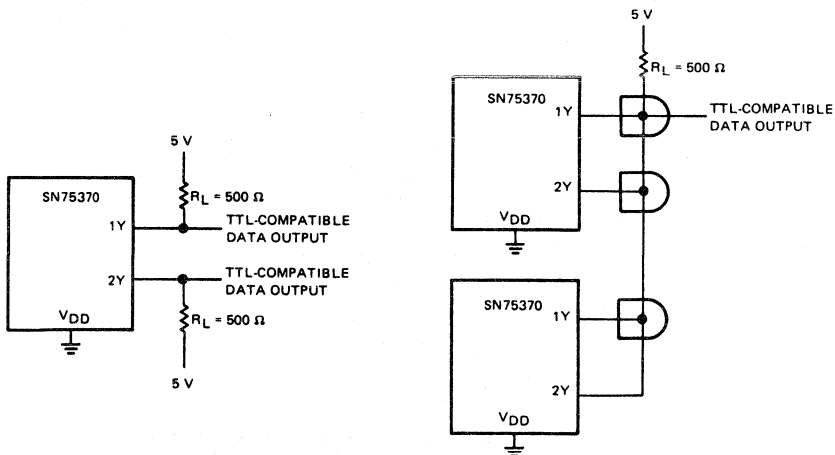 5 V
R_L = 500 Ω
SN75370
1Y
TTL-COMPATIBLE
DATA OUTPUT
2Y
TTL-COMPATIBLE
DATA OUTPUT
V_DD
R_L = 500 Ω
5 V
5 V
R_L = 500 Ω
SN75370
1Y
TTL-COMPATIBLE
DATA OUTPUT
2Y
V_DD
SN75370
1Y
2Y
V_DD